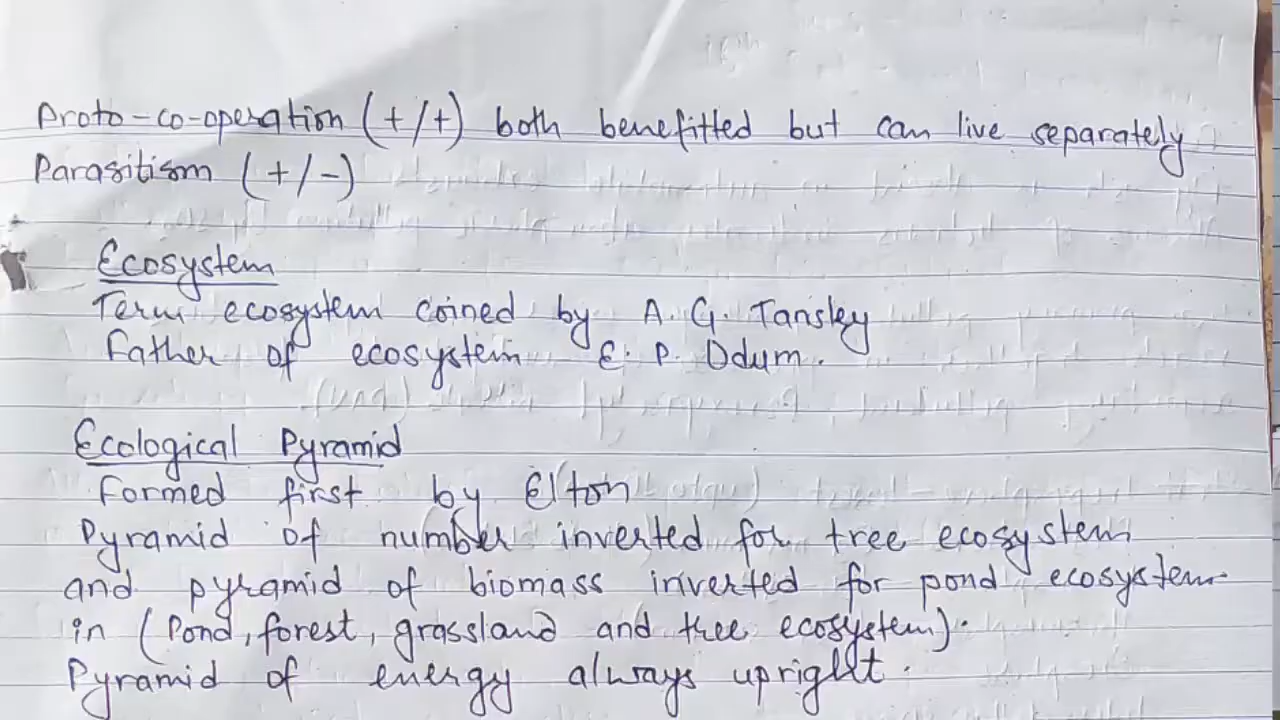 Proto-co-operation (+/+) both benefitted but can live separately
Parasitism (+/-)
Ecosystem
Term ecosystem coined by A. G. Tansley
Father of ecosystem E. P. Odum.
Ecological Pyramid
Formed first by Elton
Pyramid of number inverted for tree ecosystem
and pyramid of biomass inverted for pond ecosystem
in (Pond, forest, grassland and tree ecosystem).
Pyramid of energy always upright.